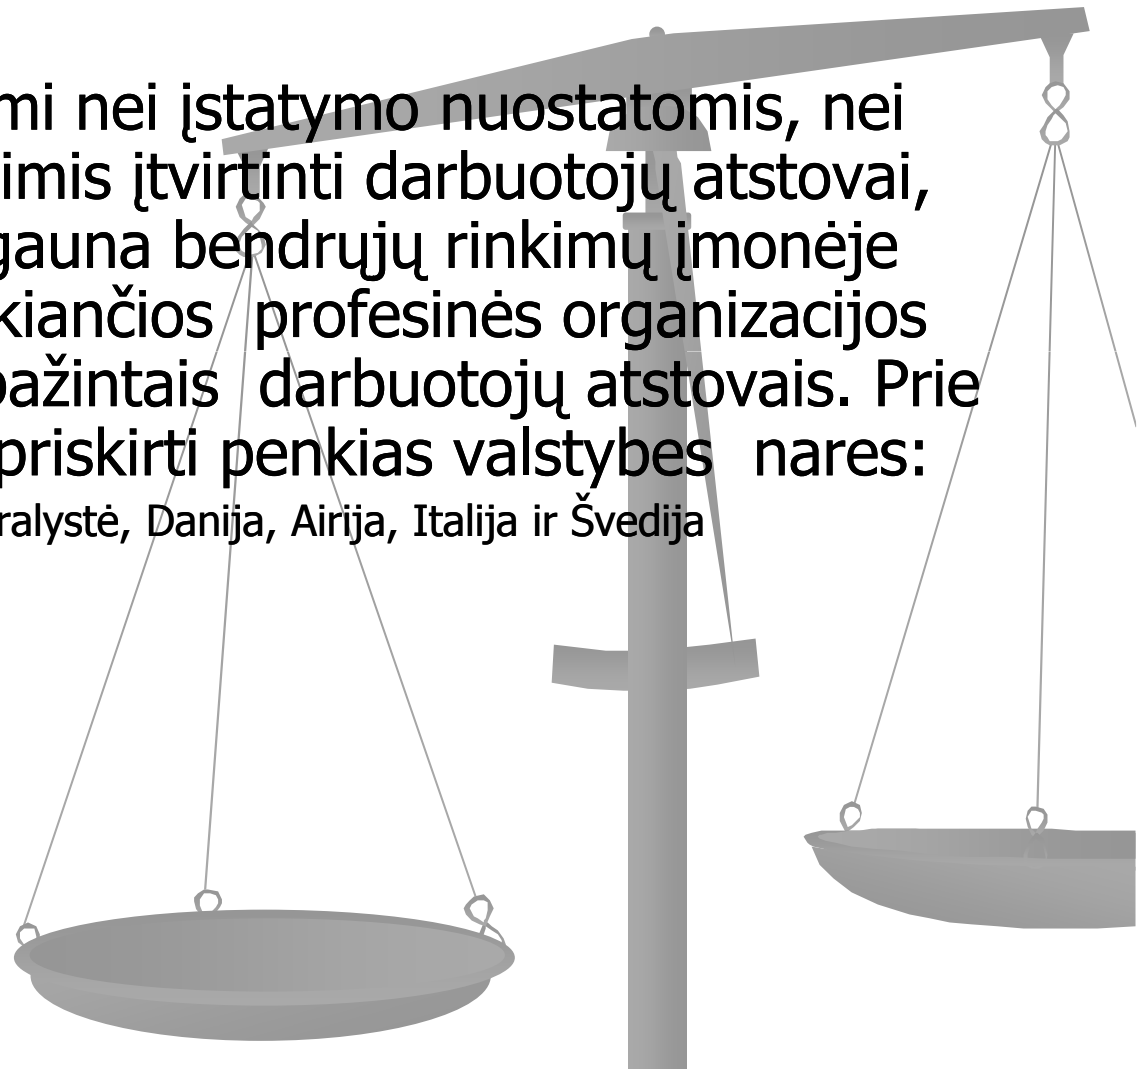 mi nei įstatymo nuostatomis, nei
imis įtvirtinti darbuotojų atstovai,
gauna bendrųjų rinkimų įmonėje
kiančios profesinės organizacijos
pažintais darbuotojų atstovais. Prie
priskirti penkias valstybes nares:
ralystė, Danija, Airija, Italija ir Švedija